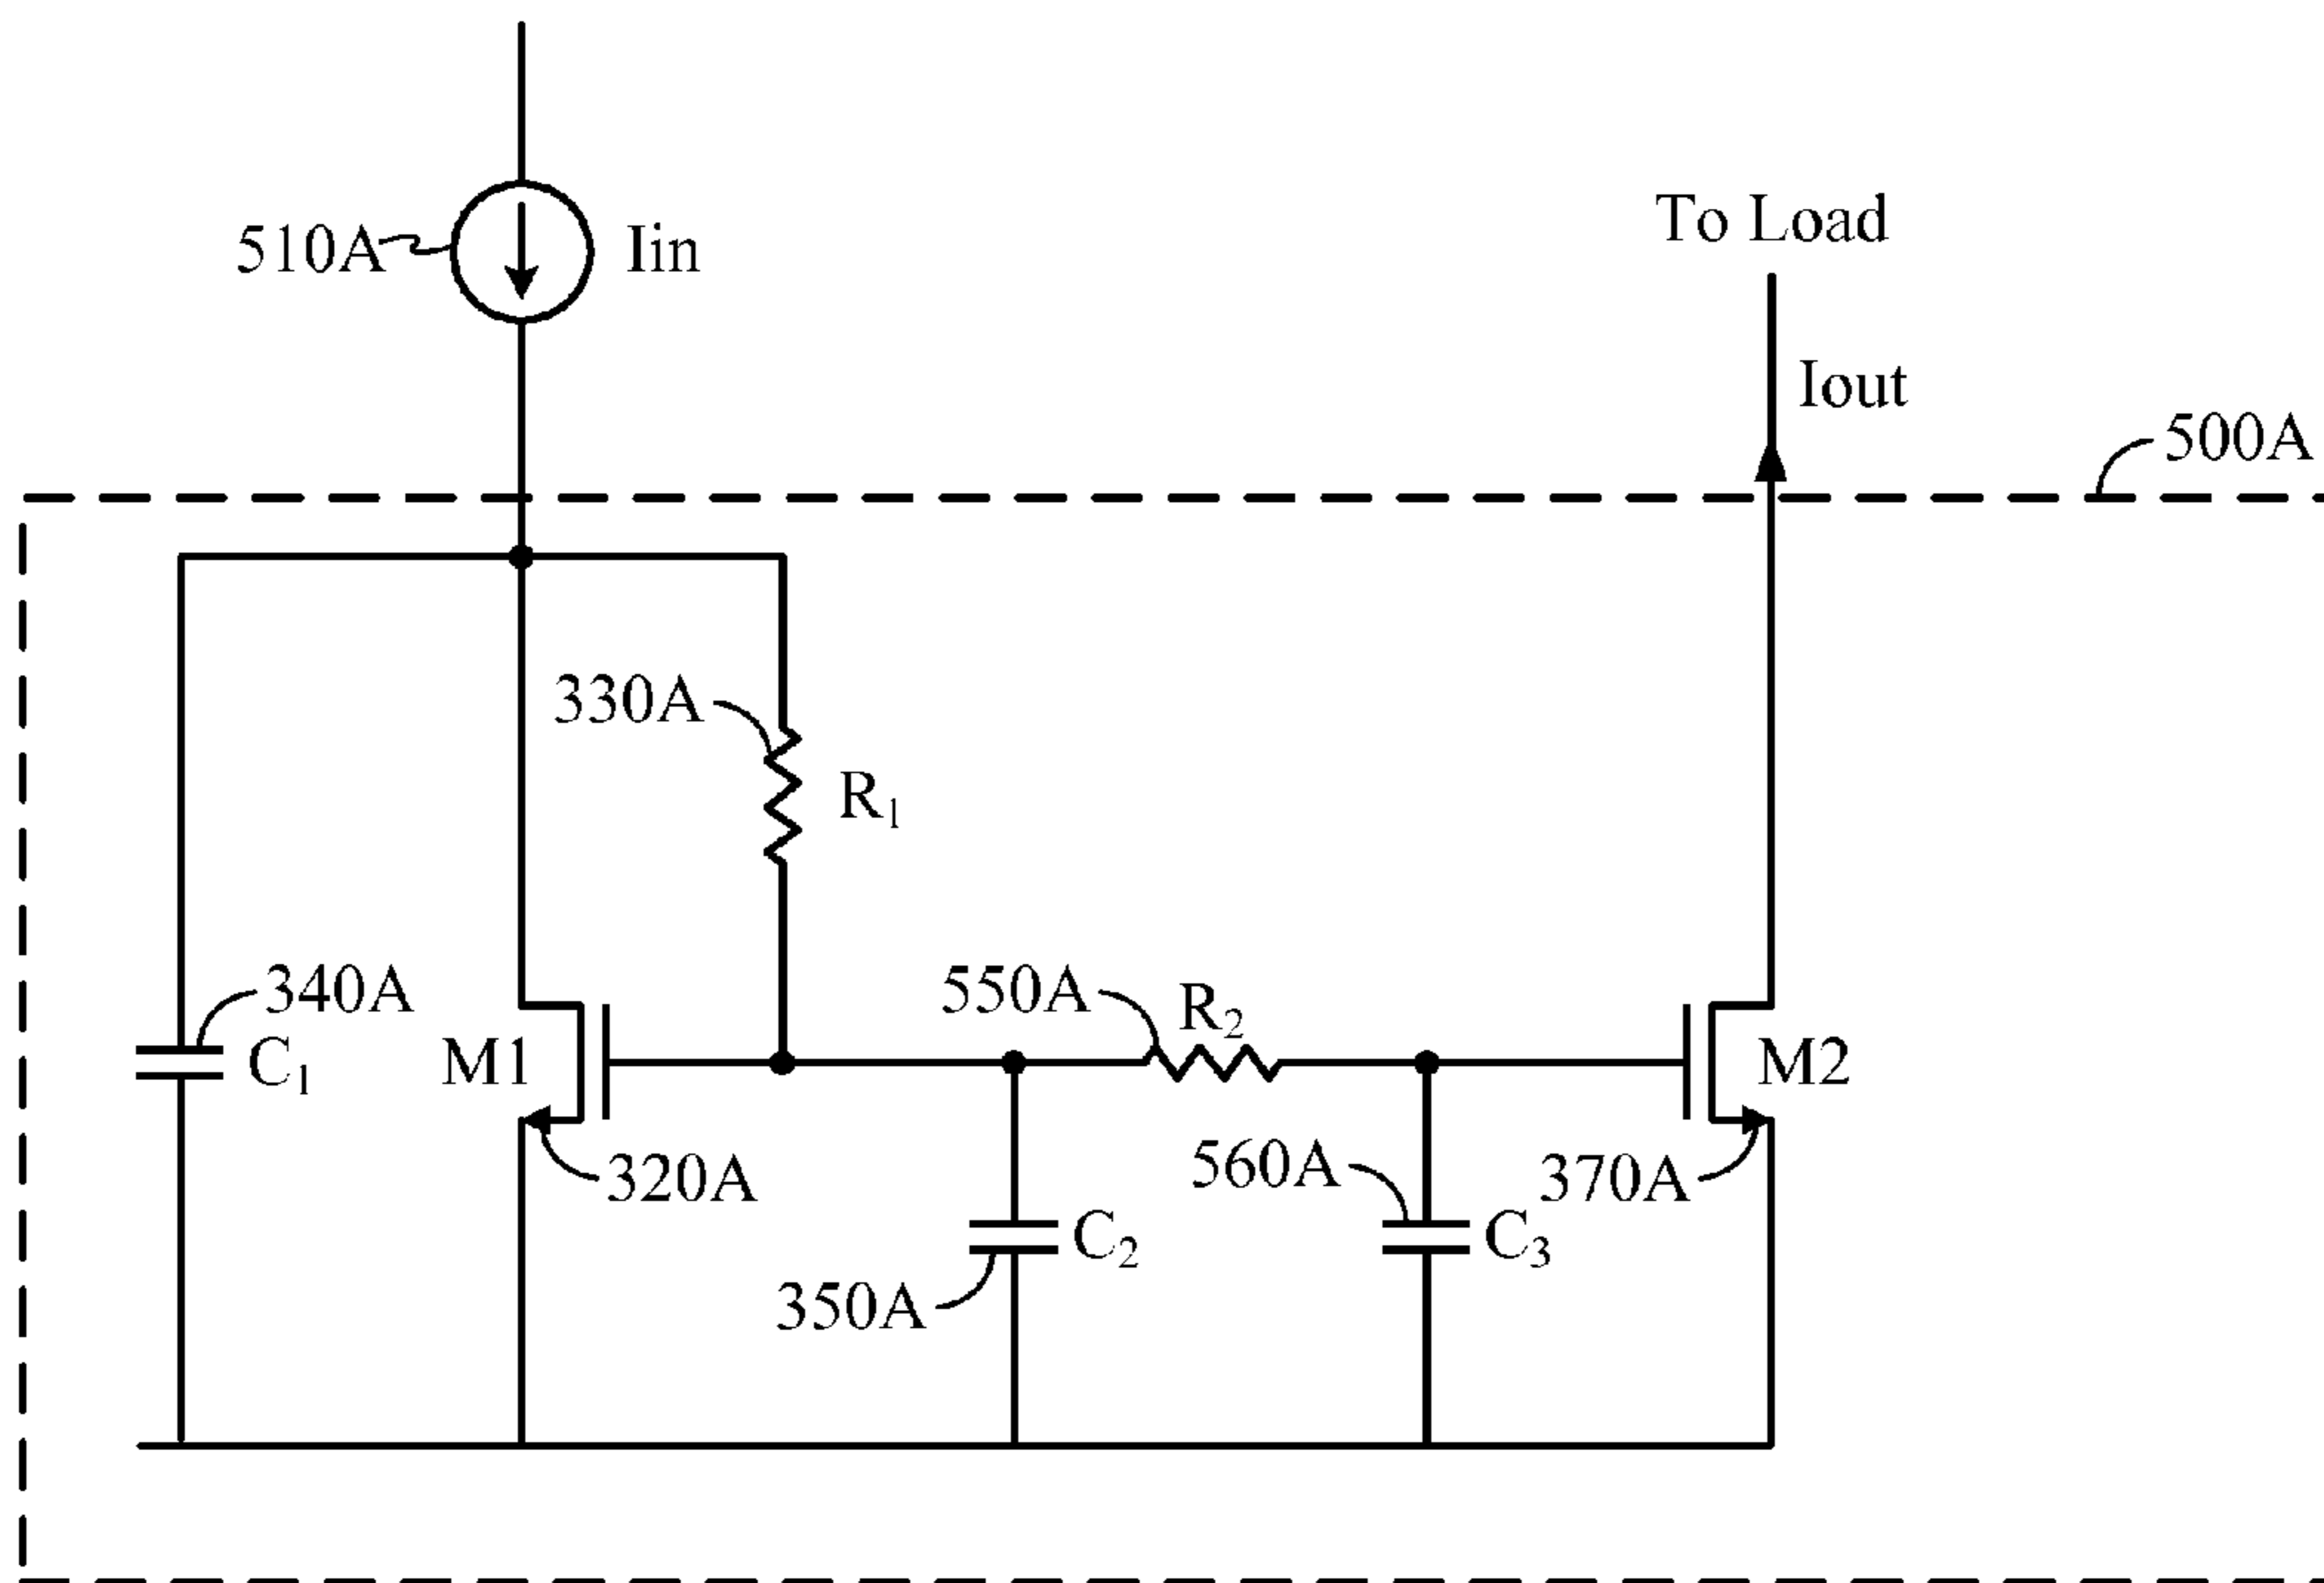 To Load
510A
Iin
Iout
500A
330A
R₁
340A
C₁
M1
320A
550A
R₂
M2
560A
370A
C₂
C₃
350A